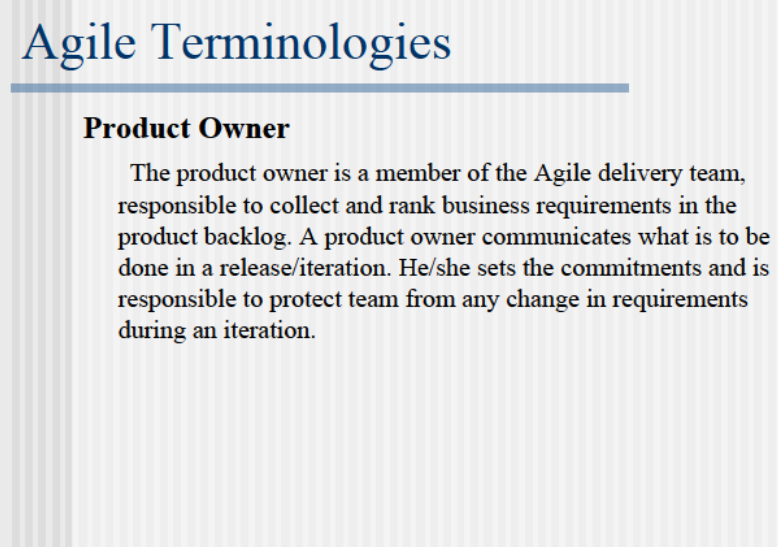 Agile Terminologies
Product Owner
The product owner is a member of the Agile delivery team,
responsible to collect and rank business requirements in the
product backlog. A product owner communicates what is to be
done in a release/iteration. He/she sets the commitments and is
responsible to protect team from any change in requirements
during an iteration.